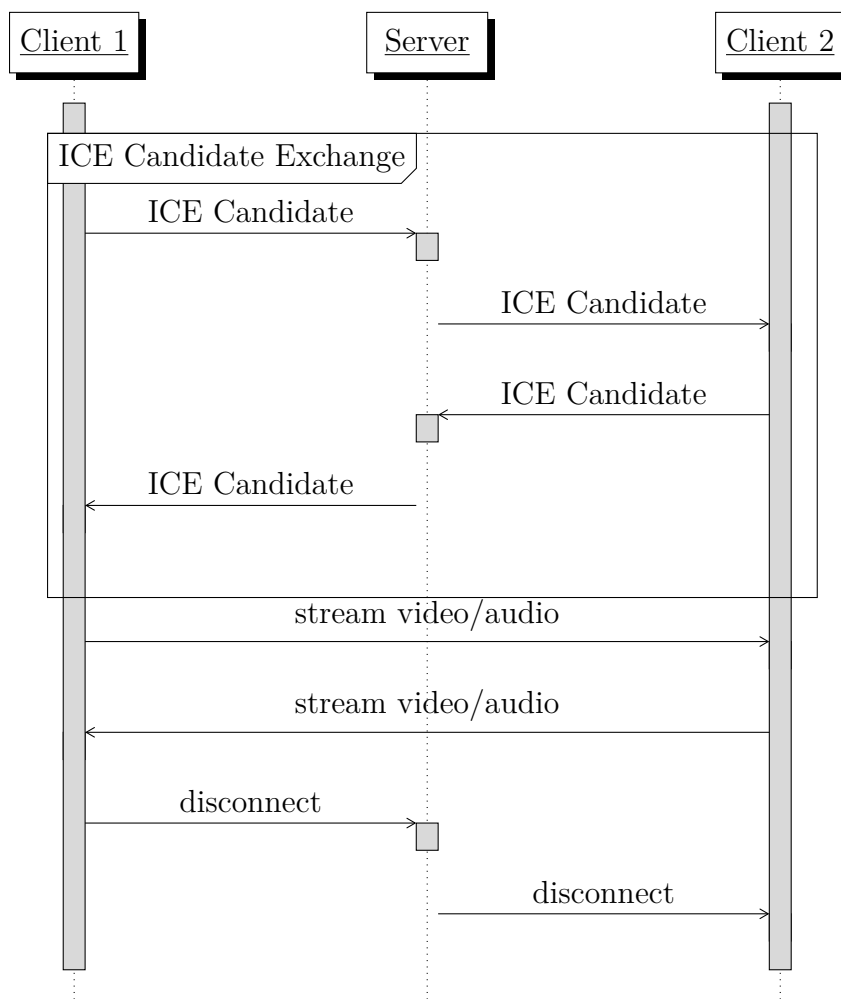 Client 1
Server
Client 2
ICE Candidate Exchange
ICE Candidate
ICE Candidate
ICE Candidate
ICE Candidate
stream video/audio
stream video/audio
disconnect
disconnect